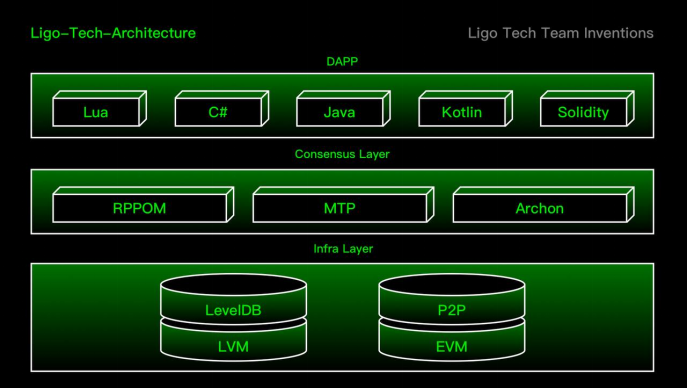 Ligo-Tech-Architecture
Ligo Tech Team Inventions
DAPP
Lua C# Java Kotlin Solidity
Consensus Layer
RPPOM MTP Archon
Infra Layer
LevelDB P2P
LVM EVM